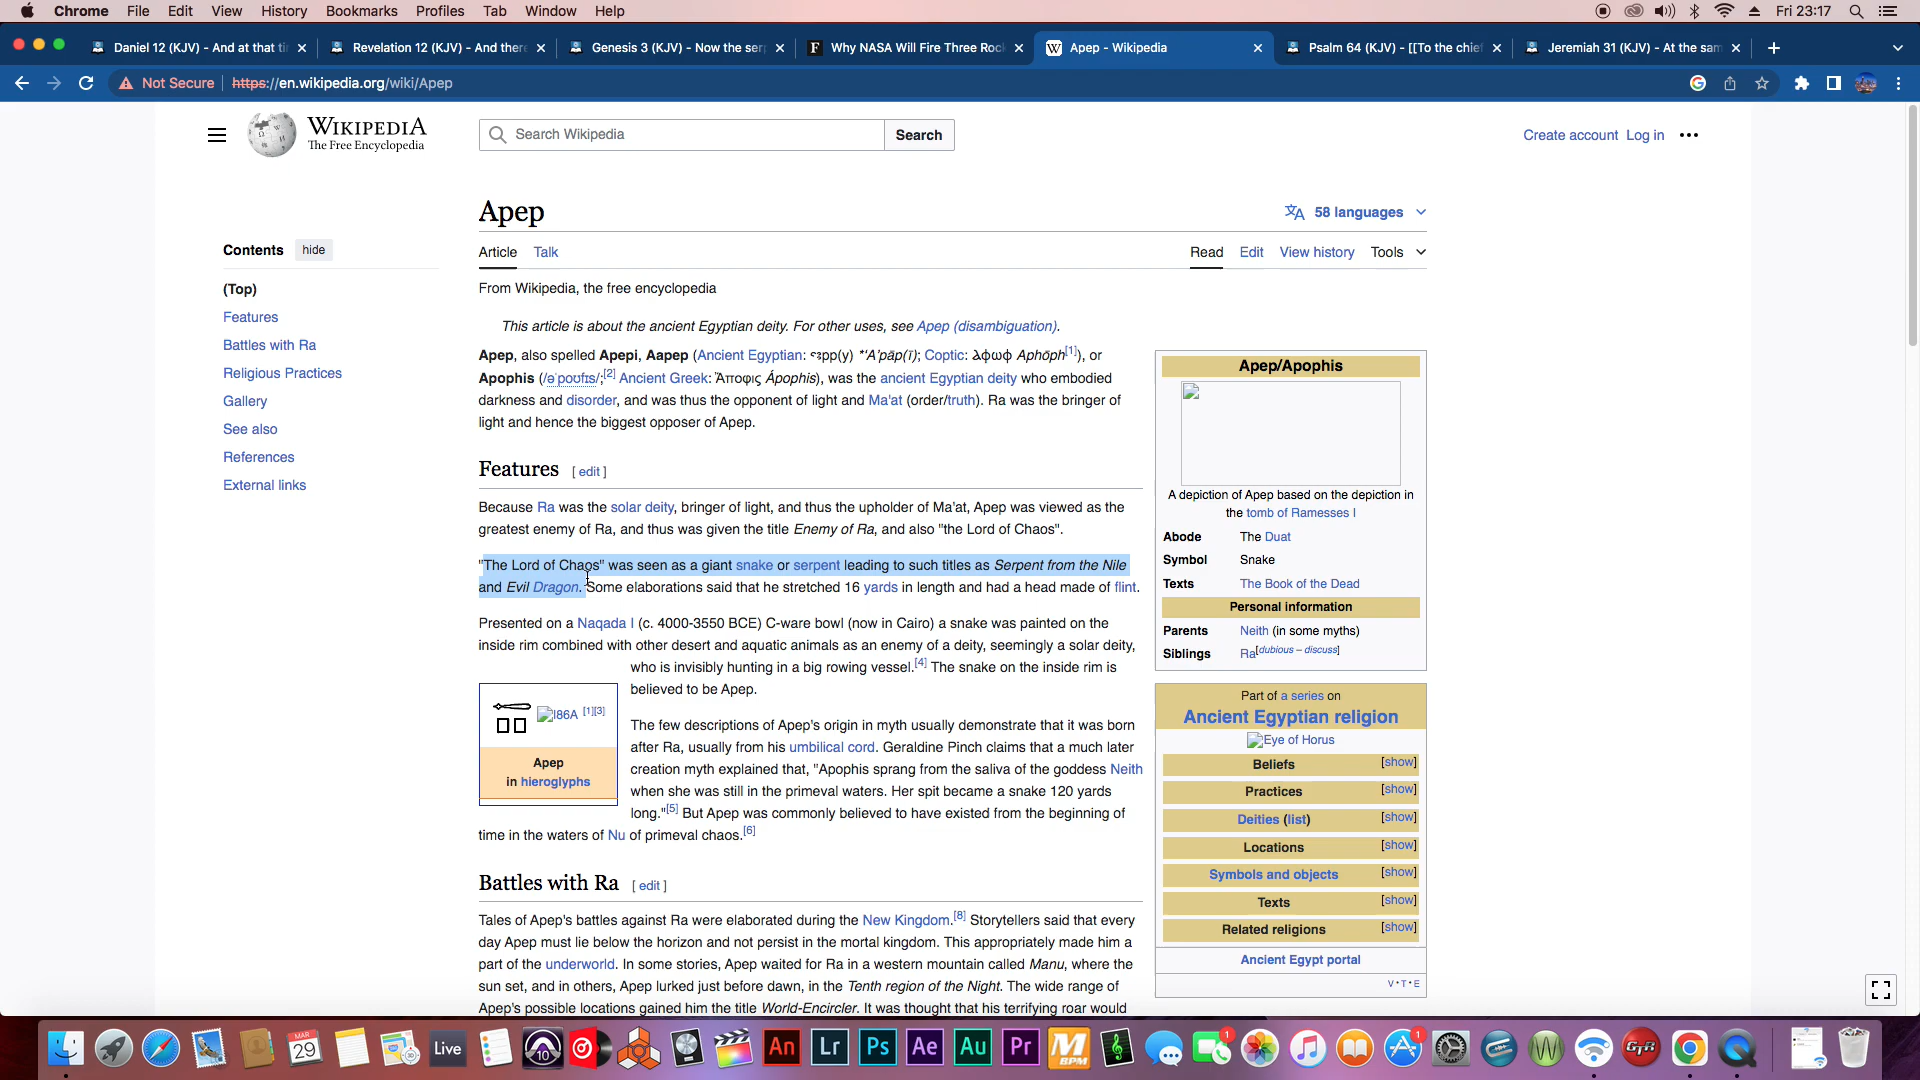 Chrome File Edit View History Bookmarks Profiles Tab Window Help Fri 23:17
Daniel 12 (KJV) - And at that ti
Revelation 12 (KJV) - And there
Genesis 3 (KJV) - Now the serp
Why NASA Will Fire Three Rock
Apep - Wikipedia
Psalm 64 (KJV) - [[To the chief
Jeremiah 31 (KJV) - At the sam
Not Secure https://en.wikipedia.org/wiki/Apep
WIKIPEDIA
The Free Encyclopedia
Search Wikipedia Search
Create account Log in
Apep
58 languages
Article Talk Read Edit View history Tools
From Wikipedia, the free encyclopedia
Contents hide
(Top)
Features
Battles with Ra
Religious Practices
Gallery
See also
References
External links
This article is about the ancient Egyptian deity. For other uses, see Apep (disambiguation).
Apep, also spelled Apepi, Aapep (Ancient Egyptian: Coptic: Aphōph[1]), or
Apophis (/əˈpoʊfɪs/;[2] Ancient Greek: Ἄποφις Ápophis), was the ancient Egyptian deity who embodied
darkness and disorder, and was thus the opponent of light and Ma'at (order/truth). Ra was the bringer of
light and hence the biggest opposer of Apep.
Features [ edit ]
Because Ra was the solar deity, bringer of light, and thus the upholder of Ma'at, Apep was viewed as the
greatest enemy of Ra, and thus was given the title Enemy of Ra, and also "the Lord of Chaos".
"The Lord of Chaos" was seen as a giant snake or serpent leading to such titles as Serpent from the Nile
and Evil Dragon. Some elaborations said that he stretched 16 yards in length and had a head made of flint.
Presented on a Naqada I (c. 4000-3550 BCE) C-ware bowl (now in Cairo) a snake was painted on the
inside rim combined with other desert and aquatic animals as an enemy of a deity, seemingly a solar deity,
who is invisibly hunting in a big rowing vessel.[4] The snake on the inside rim is
believed to be Apep.
I86A [1][3]
Apep
in hieroglyphs
The few descriptions of Apep's origin in myth usually demonstrate that it was born
after Ra, usually from his umbilical cord. Geraldine Pinch claims that a much later
creation myth explained that, "Apophis sprang from the saliva of the goddess Neith
when she was still in the primeval waters. Her spit became a snake 120 yards
long."[5] But Apep was commonly believed to have existed from the beginning of
time in the waters of Nu of primeval chaos.[6]
Battles with Ra [ edit ]
Tales of Apep's battles against Ra were elaborated during the New Kingdom.[8] Storytellers said that every
day Apep must lie below the horizon and not persist in the mortal kingdom. This appropriately made him a
part of the underworld. In some stories, Apep waited for Ra in a western mountain called Manu, where the
sun set, and in others, Apep lurked just before dawn, in the Tenth region of the Night. The wide range of
Apep's possible locations gained him the title World-Encircler. It was thought that his terrifying roar would
Apep/Apophis
A depiction of Apep based on the depiction in
the tomb of Ramesses I
Abode The Duat
Symbol Snake
Texts The Book of the Dead
Personal information
Parents Neith (in some myths)
Siblings Ra[dubious – discuss]
Part of a series on
Ancient Egyptian religion
Eye of Horus
Beliefs [show]
Practices [show]
Deities (list) [show]
Locations [show]
Symbols and objects [show]
Texts [show]
Related religions [show]
Ancient Egypt portal
V·T·E
MAR 29 Live 10 An Lr Ps Ae Au Pr M BPM 1 1 GTR